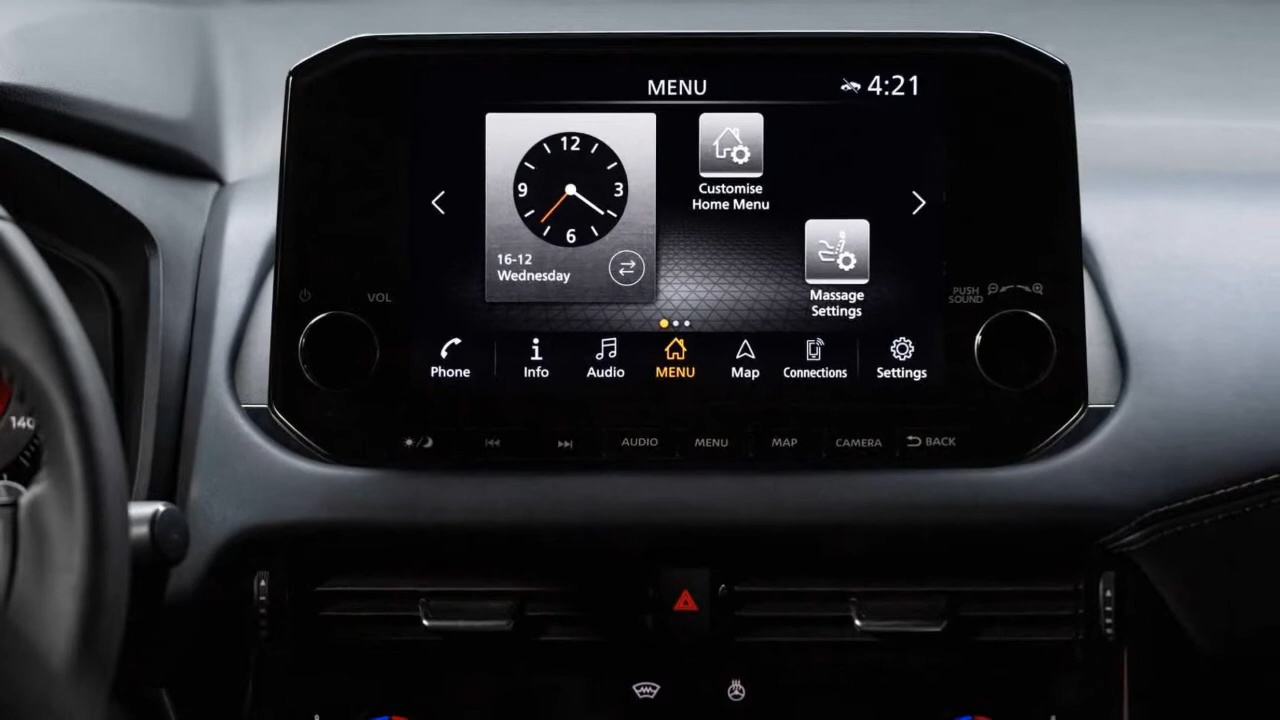 MENU
4:21
12
9
3
6
16-12
Wednesday
Customise
Home Menu
Massage
Settings
VOL
PUSH
SOUND
Phone
Info
Audio
MENU
Map
Connections
Settings
140
AUDIO
MENU
MAP
CAMERA
BACK